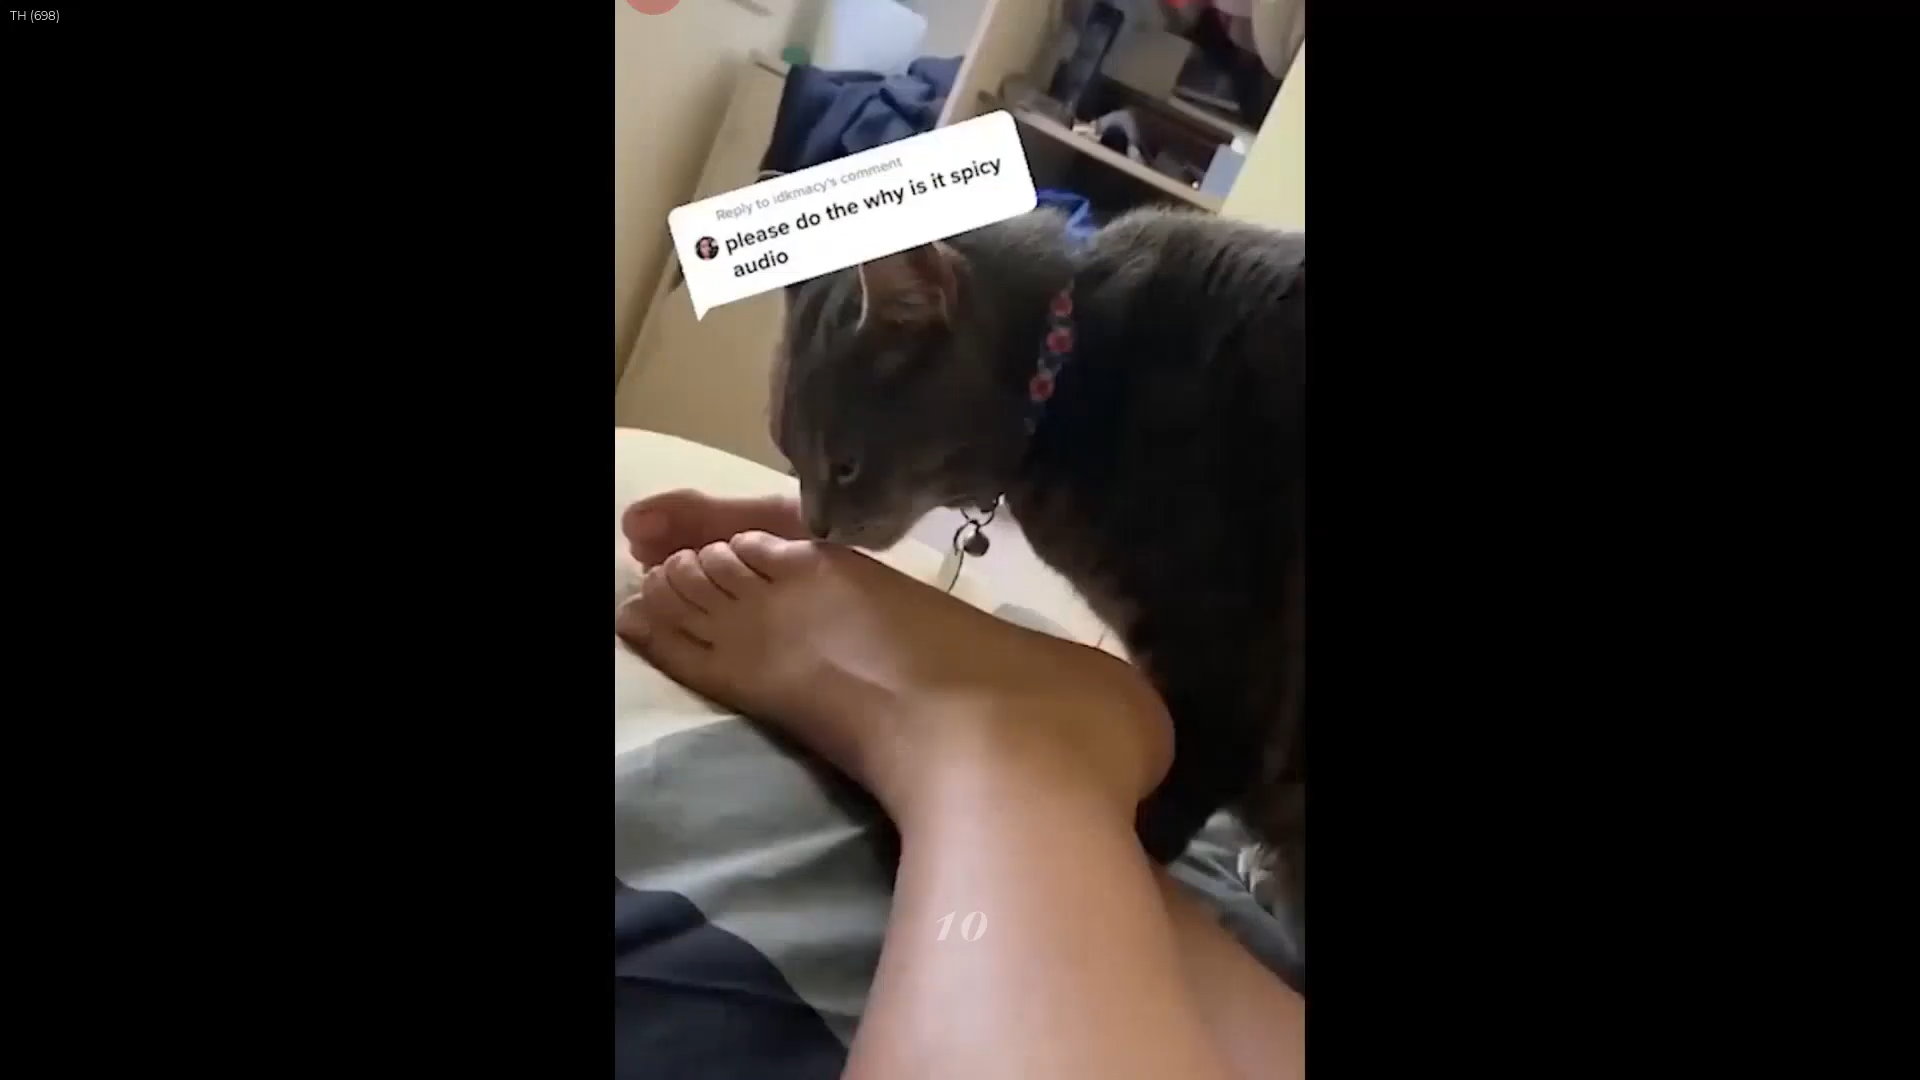 TH (698)
Reply to idkmacy's comment
please do the why is it spicy
audio
10